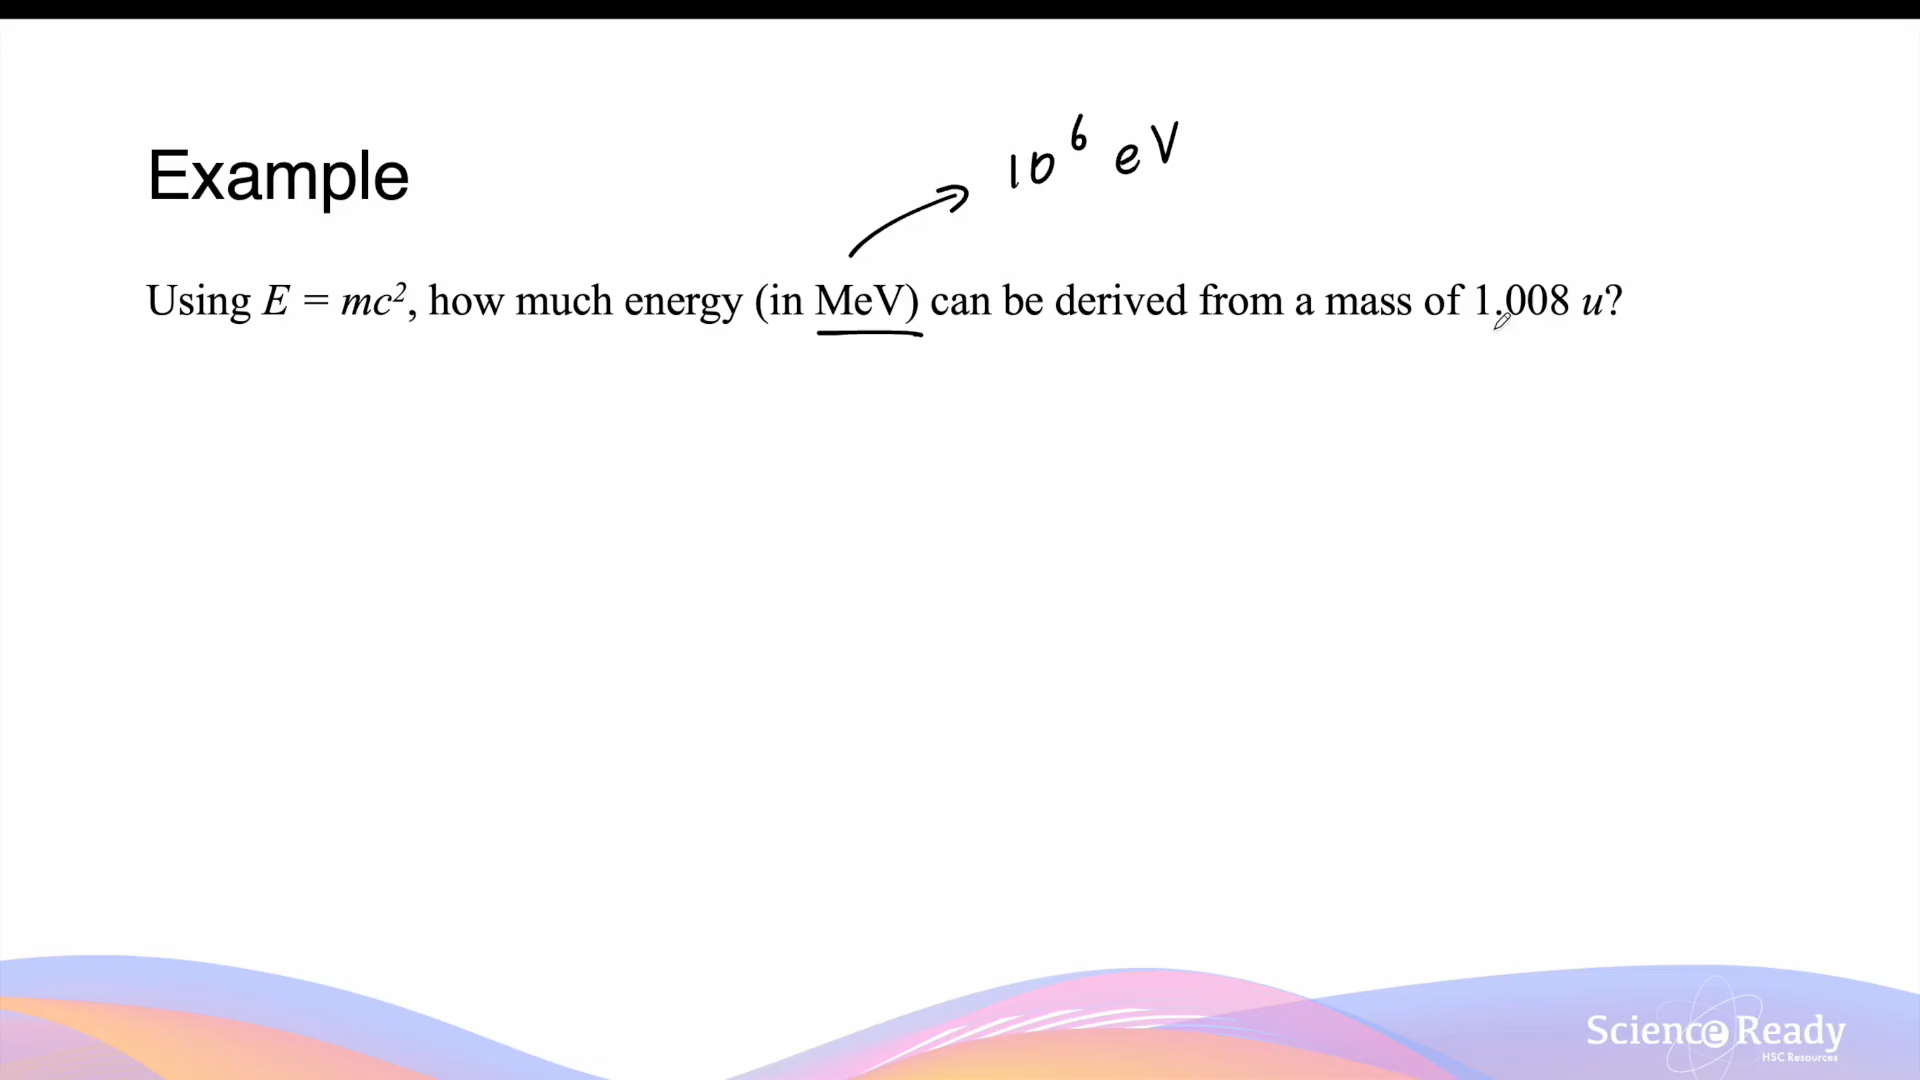 10⁶ eV
Example
Using E = mc², how much energy (in MeV) can be derived from a mass of 1.008 u?
Science Ready
HSC Resources